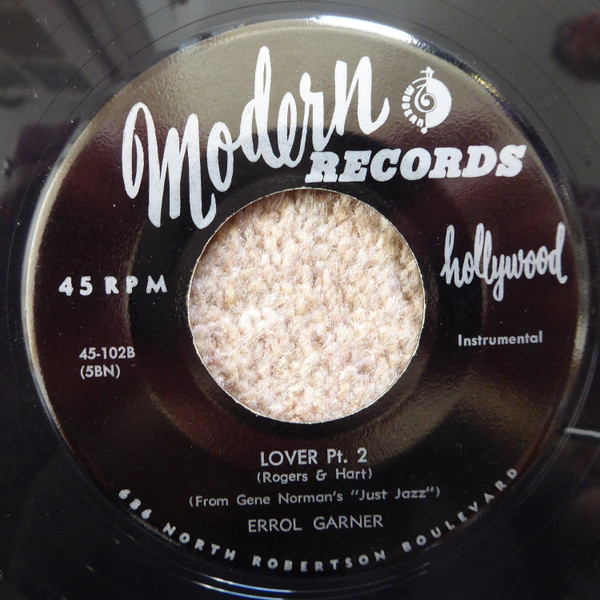 Modern
RECORDS
hollywood
45 RPM
45-102B
(5BN)
Instrumental
LOVER Pt. 2
(Rogers & Hart)
(From Gene Norman's "Just Jazz")
ERROL GARNER
686 NORTH ROBERTSON BOULEVARD